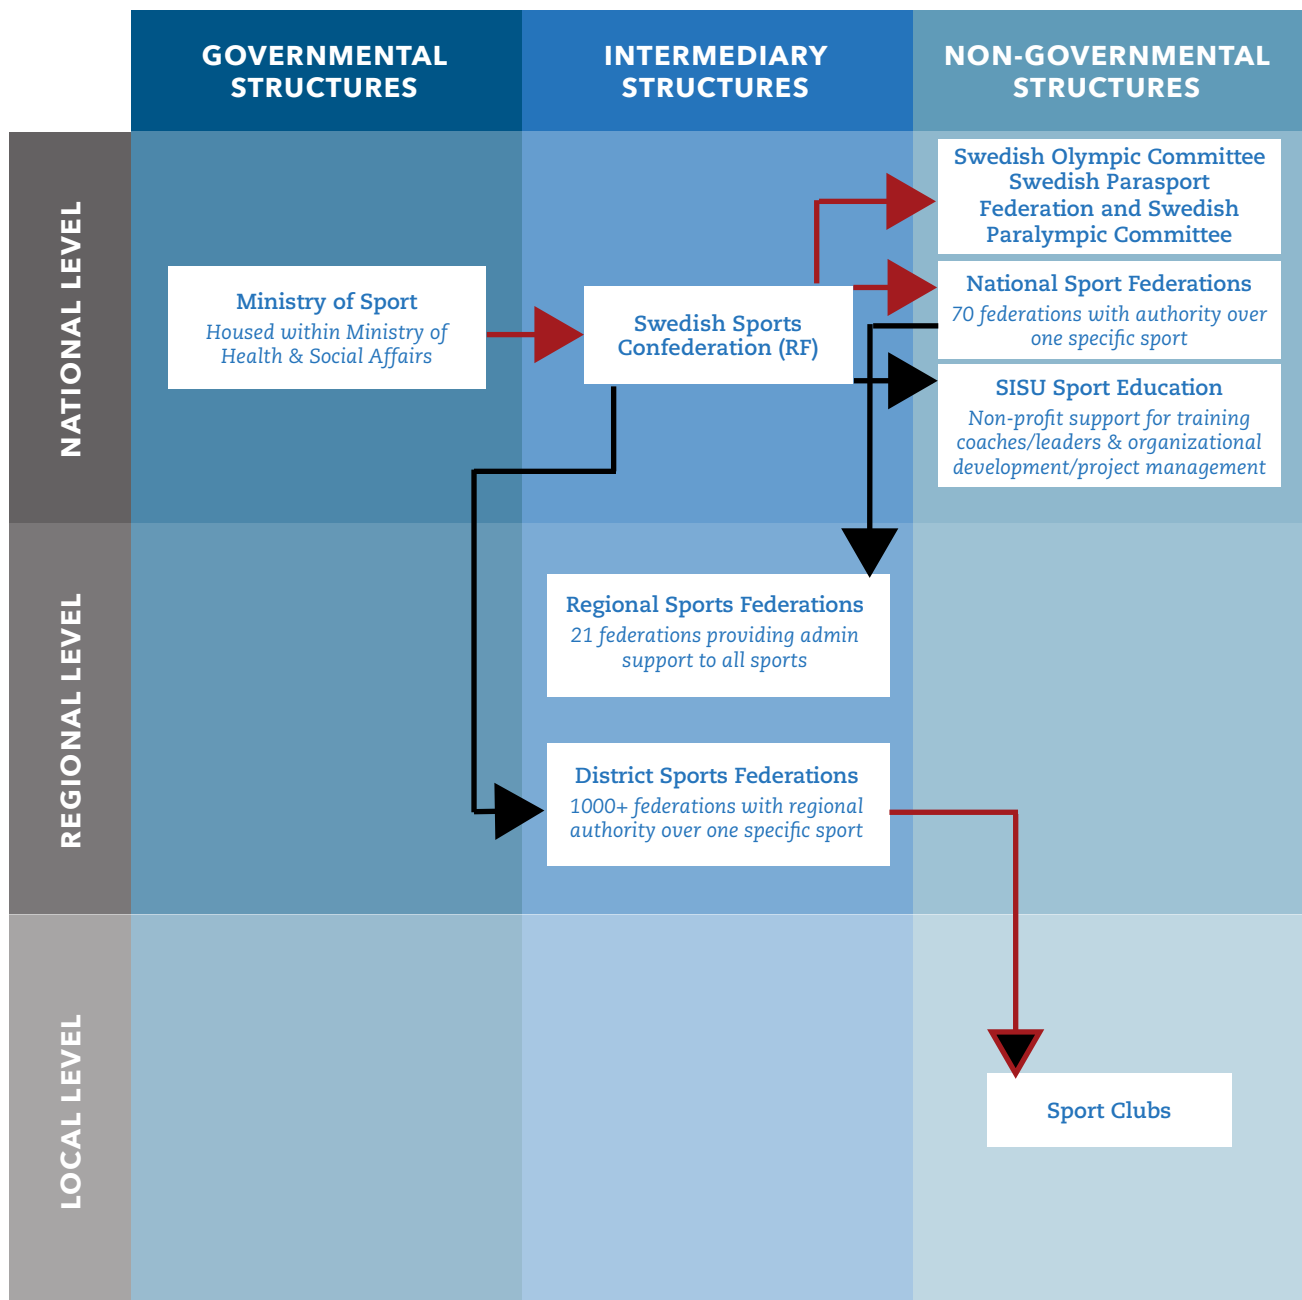 GOVERNMENTAL
STRUCTURES
INTERMEDIARY
STRUCTURES
NON-GOVERNMENTAL
STRUCTURES
NATIONAL LEVEL
Ministry of Sport
Housed within Ministry of
Health & Social Affairs
Swedish Sports
Confederation (RF)
Swedish Olympic Committee
Swedish Parasport
Federation and Swedish
Paralympic Committee
National Sport Federations
70 federations with authority over
one specific sport
SISU Sport Education
Non-profit support for training
coaches/leaders & organizational
development/project management
REGIONAL LEVEL
Regional Sports Federations
21 federations providing admin
support to all sports
District Sports Federations
1000+ federations with regional
authority over one specific sport
LOCAL LEVEL
Sport Clubs